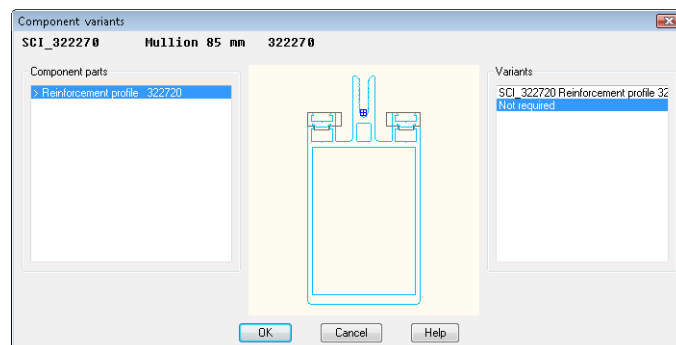 Component variants
SCI_322270 Mullion 85 mm 322270
Component parts
> Reinforcement profile 322720
Variants
SCI_322720 Reinforcement profile 32
Not required
OK Cancel Help